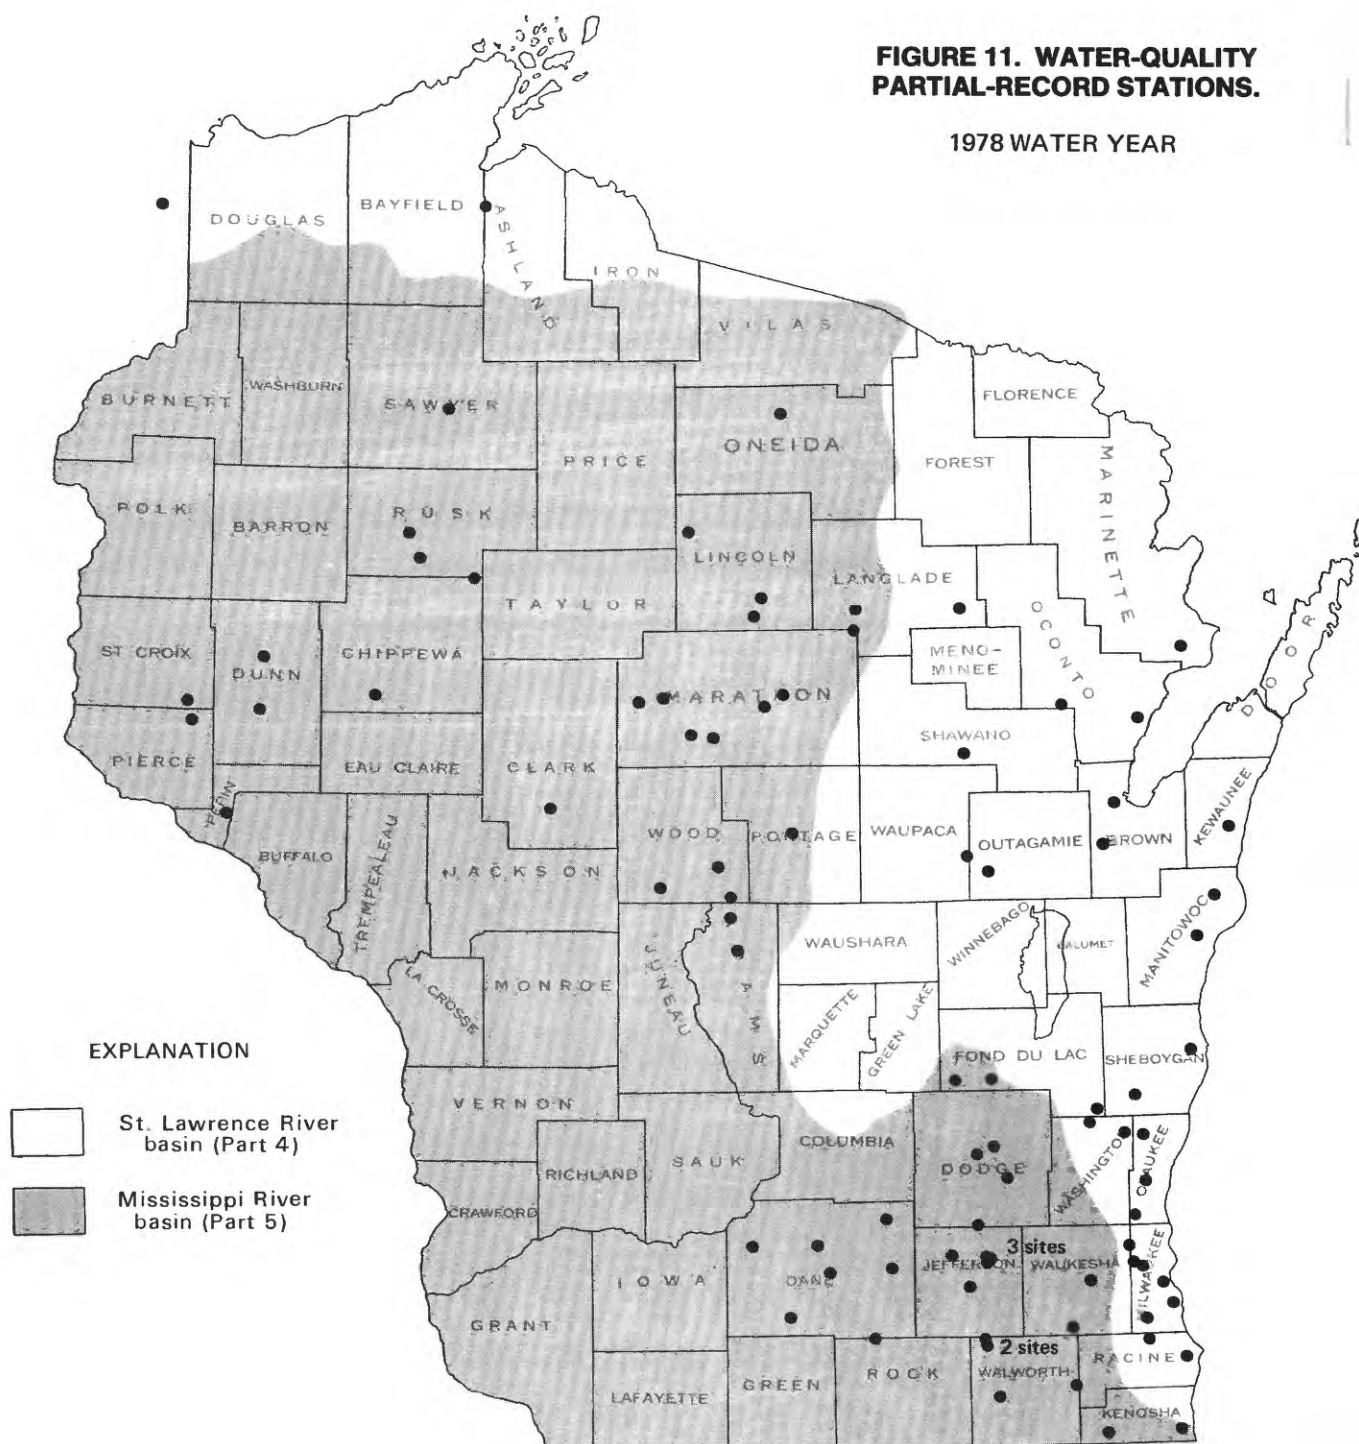 FIGURE 11. WATER-QUALITY
PARTIAL-RECORD STATIONS.
1978 WATER YEAR
DOUGLAS
BAYFIELD
ASHLAND
IRON
VILAS
BURNETT
WASHBURN
SAWYER
PRICE
ONEIDA
FLORENCE
FOREST
MARINETTE
POLK
BARRON
RUSK
LINCOLN
LANGLADE
TAYLOR
OCONTO
DOOR
ST CROIX
DUNN
CHIPPEWA
MENO-
MINEE
MARATHON
SHAWANO
PIERCE
EAU CLAIRE
CLARK
PEPIN
WOOD
PORTAGE
WAUPACA
OUTAGAMIE
BROWN
KEWAUNEE
BUFFALO
TREMPEALEAU
JACKSON
WAUSHARA
WINNEBAGO
CALUMET
MANITOWOC
LA CROSSE
MONROE
JUNEAU
AMS
MARQUETTE
GREEN LAKE
FOND DU LAC
SHEBOYGAN
EXPLANATION
St. Lawrence River
basin (Part 4)
Mississippi River
basin (Part 5)
VERNON
RICHLAND
SAUK
COLUMBIA
DODGE
WASHINGTON
OZAUKEE
CRAWFORD
GRANT
IOWA
DANE
JEFFERSON
3 sites
WAUKESHA
MILWAUKEE
LAFAYETTE
GREEN
ROCK
2 sites
WALWORTH
RACINE
KENOSHA